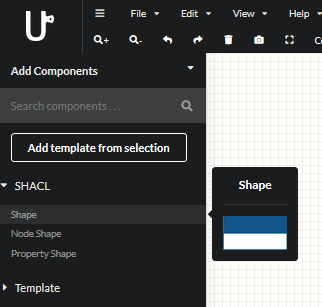 File Edit View Help
Add Components
Search components . . .
Add template from selection
SHACL
Shape
Shape
Node Shape
Property Shape
Template